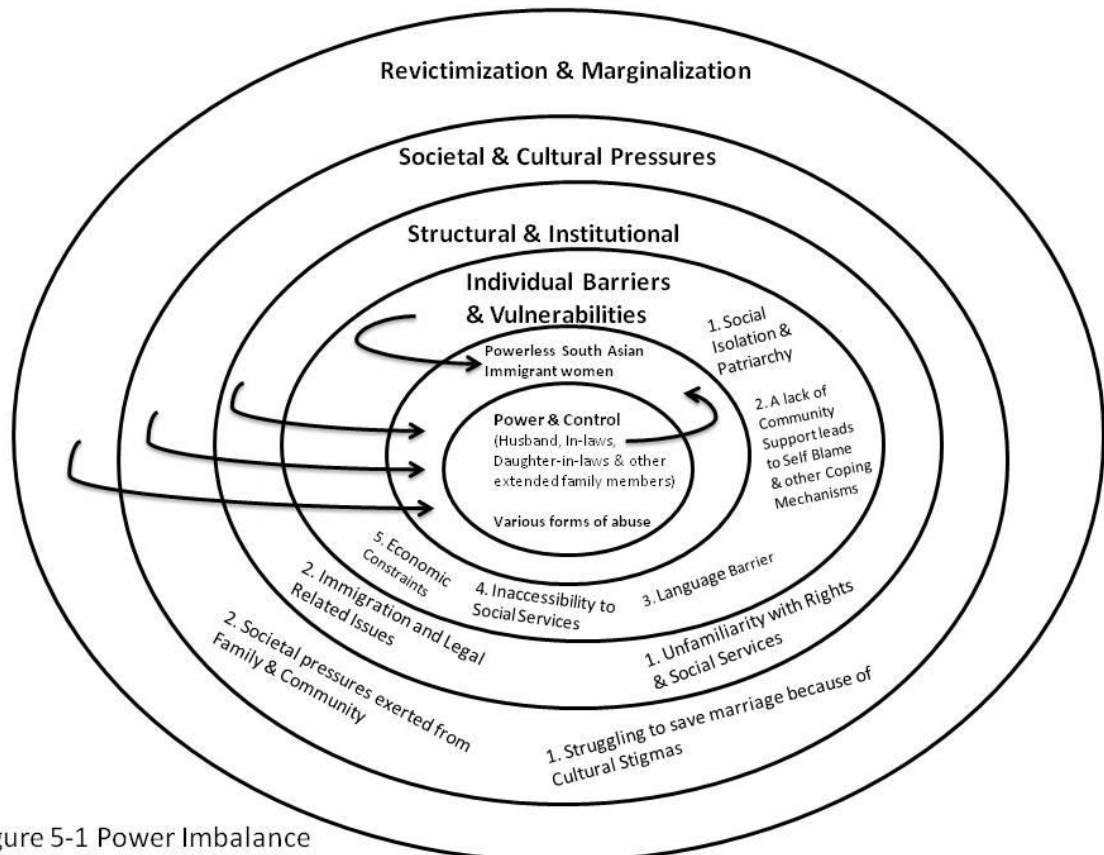 Revictimization & Marginalization
Societal & Cultural Pressures
Structural & Institutional
Individual Barriers
& Vulnerabilities
Powerless South Asian
Immigrant women
Power & Control
(Husband, In-laws,
Daughter-in-laws & other
extended family members)
Various forms of abuse
1. Social
Isolation &
Patriarchy
2. A lack of
Community
Support leads
to Self Blame
& other Coping
Mechanisms
3. Language Barrier
4. Inaccessibility to
Social Services
5. Economic
Constraints
1. Unfamiliarity with Rights
& Social Services
2. Immigration and Legal
Related Issues
1. Struggling to save marriage because of
Cultural Stigmas
2. Societal pressures exerted from
Family & Community
gure 5-1 Power Imbalance